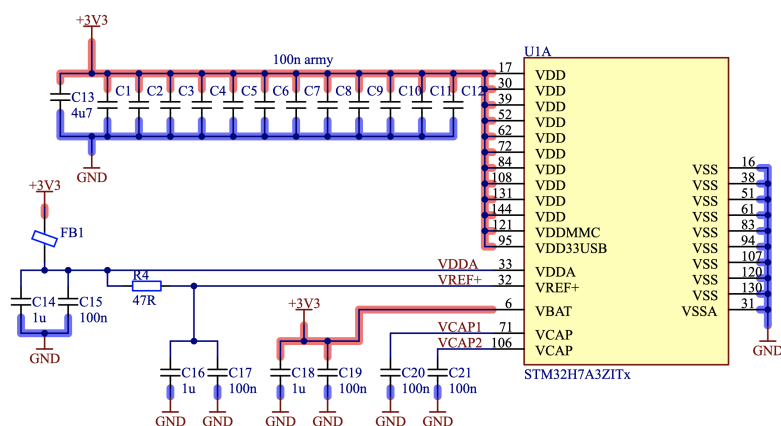 +3V3
U1A
100n army
C13
4u7
C1 C2 C3 C4 C5 C6 C7 C8 C9 C10 C11 C12
GND
17 VDD
30 VDD
39 VDD
52 VDD
62 VDD
72 VDD
84 VDD
108 VDD
131 VDD
144 VDD
121 VDDMMC
95 VDD33USB
33 VDDA
32 VREF+
6 VBAT
71 VCAP
106 VCAP
VSS 16
VSS 38
VSS 51
VSS 61
VSS 83
VSS 94
VSS 107
VSS 120
VSS 130
VSSA 31
GND
STM32H7A3ZITx
+3V3
FB1
VDDA
R4
47R
VREF+
C14
1u
C15
100n
GND
+3V3
VCAP1
VCAP2
C16
1u
C17
100n
C18
1u
C19
100n
C20
100n
C21
100n
GND GND GND GND GND GND